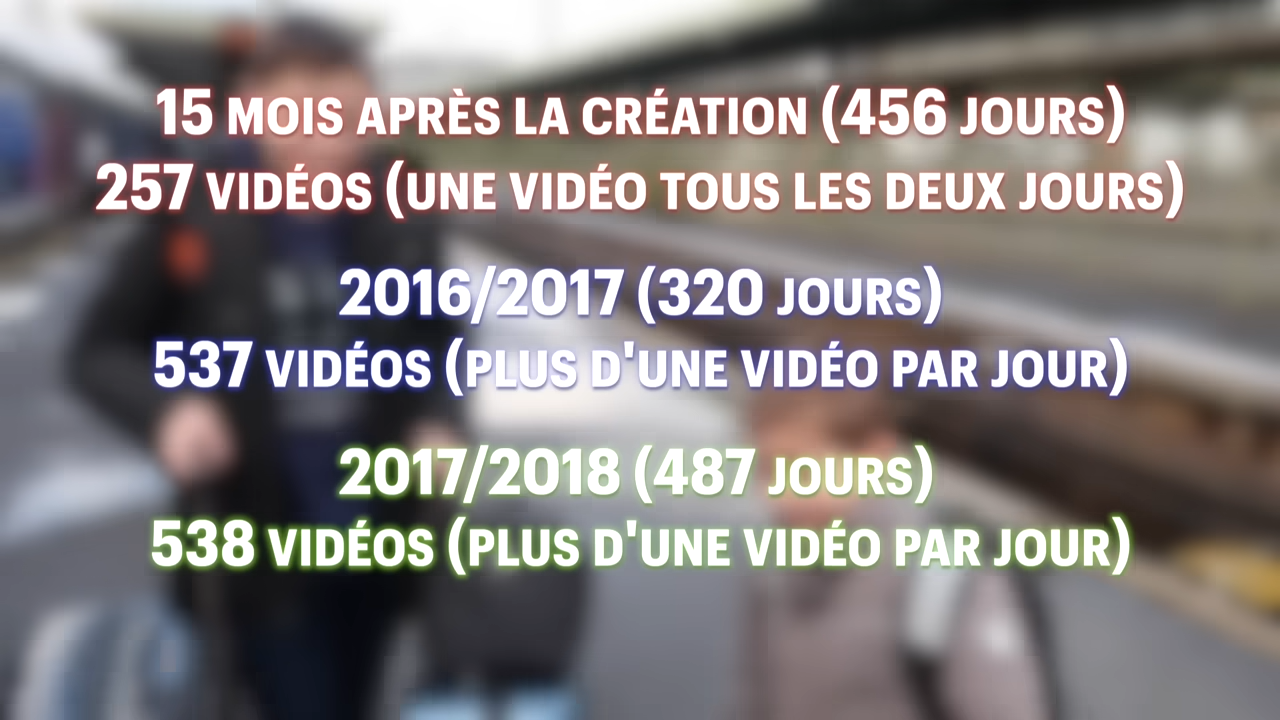 15 MOIS APRÈS LA CRÉATION (456 JOURS)
257 VIDÉOS (UNE VIDÉO TOUS LES DEUX JOURS)
2016/2017 (320 JOURS)
537 VIDÉOS (PLUS D'UNE VIDÉO PAR JOUR)
2017/2018 (487 JOURS)
538 VIDÉOS (PLUS D'UNE VIDÉO PAR JOUR)